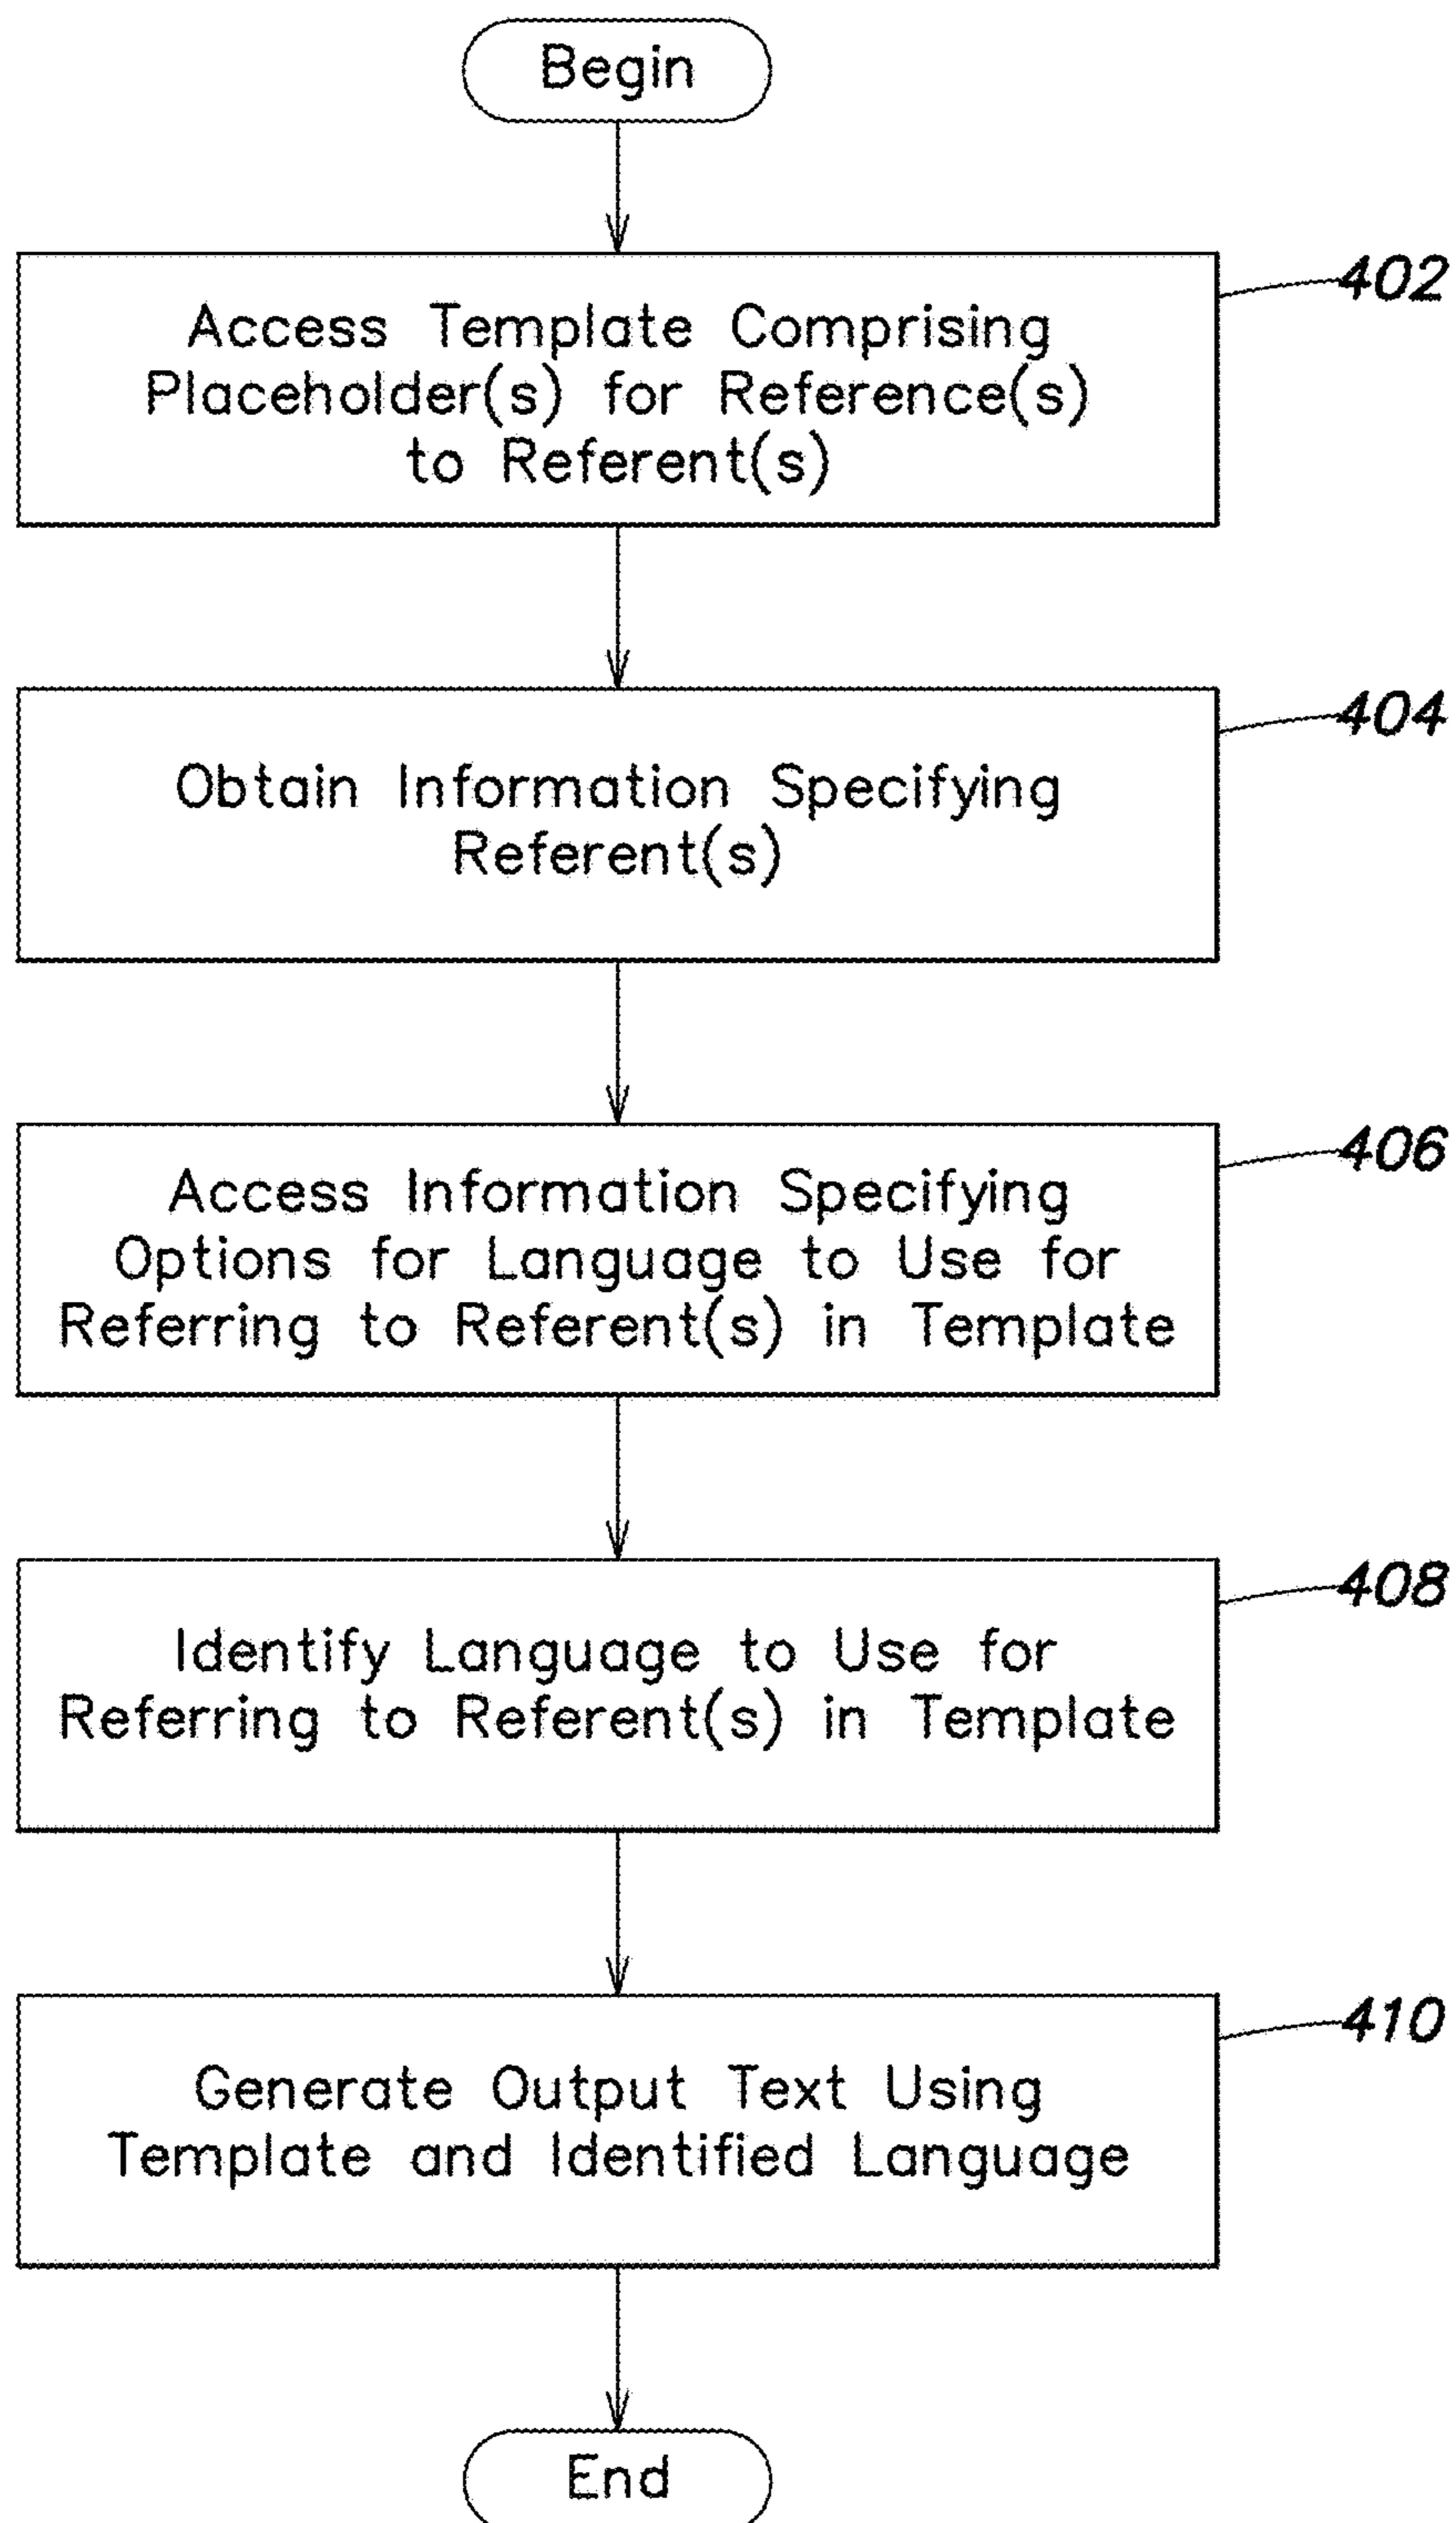 Begin
402
Access Template Comprising
Placeholder(s) for Reference(s)
to Referent(s)
404
Obtain Information Specifying
Referent(s)
406
Access Information Specifying
Options for Language to Use for
Referring to Referent(s) in Template
408
Identify Language to Use for
Referring to Referent(s) in Template
410
Generate Output Text Using
Template and Identified Language
End